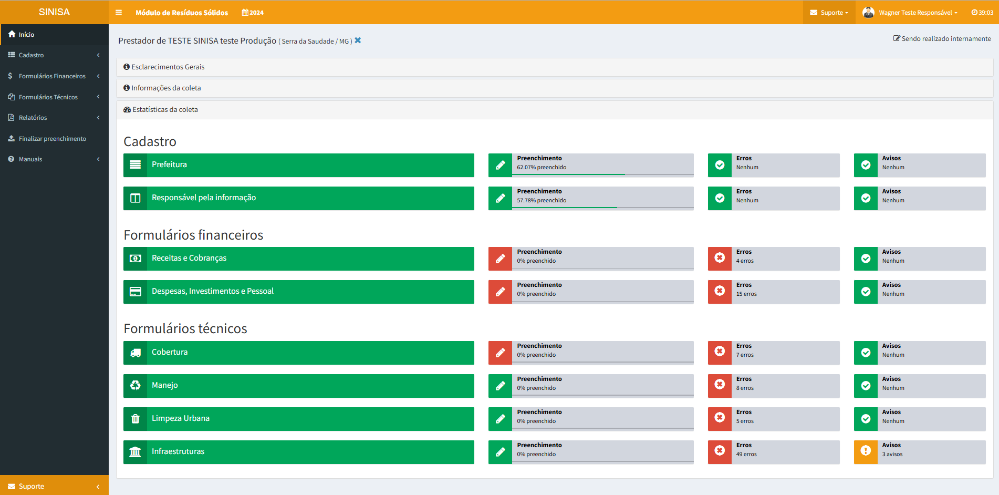 SINISA
Módulo de Resíduos Sólidos
2024
Suporte
Wagner Teste Responsável
39:03
Início
Cadastro
Formulários Financeiros
Formulários Técnicos
Relatórios
Finalizar preenchimento
Manuais
Suporte
Prestador de TESTE SINISA teste Produção ( Serra da Saudade / MG )
Sendo realizado internamente
Esclarecimentos Gerais
Informações da coleta
Estatísticas da coleta
Cadastro
Prefeitura
Preenchimento
62.07% preenchido
Erros
Nenhum
Avisos
Nenhum
Responsável pela informação
Preenchimento
57.78% preenchido
Erros
Nenhum
Avisos
Nenhum
Formulários financeiros
Receitas e Cobranças
Preenchimento
0% preenchido
Erros
4 erros
Avisos
Nenhum
Despesas, Investimentos e Pessoal
Preenchimento
0% preenchido
Erros
15 erros
Avisos
Nenhum
Formulários técnicos
Cobertura
Preenchimento
0% preenchido
Erros
7 erros
Avisos
Nenhum
Manejo
Preenchimento
0% preenchido
Erros
8 erros
Avisos
Nenhum
Limpeza Urbana
Preenchimento
0% preenchido
Erros
5 erros
Avisos
Nenhum
Infraestruturas
Preenchimento
0% preenchido
Erros
49 erros
Avisos
3 avisos